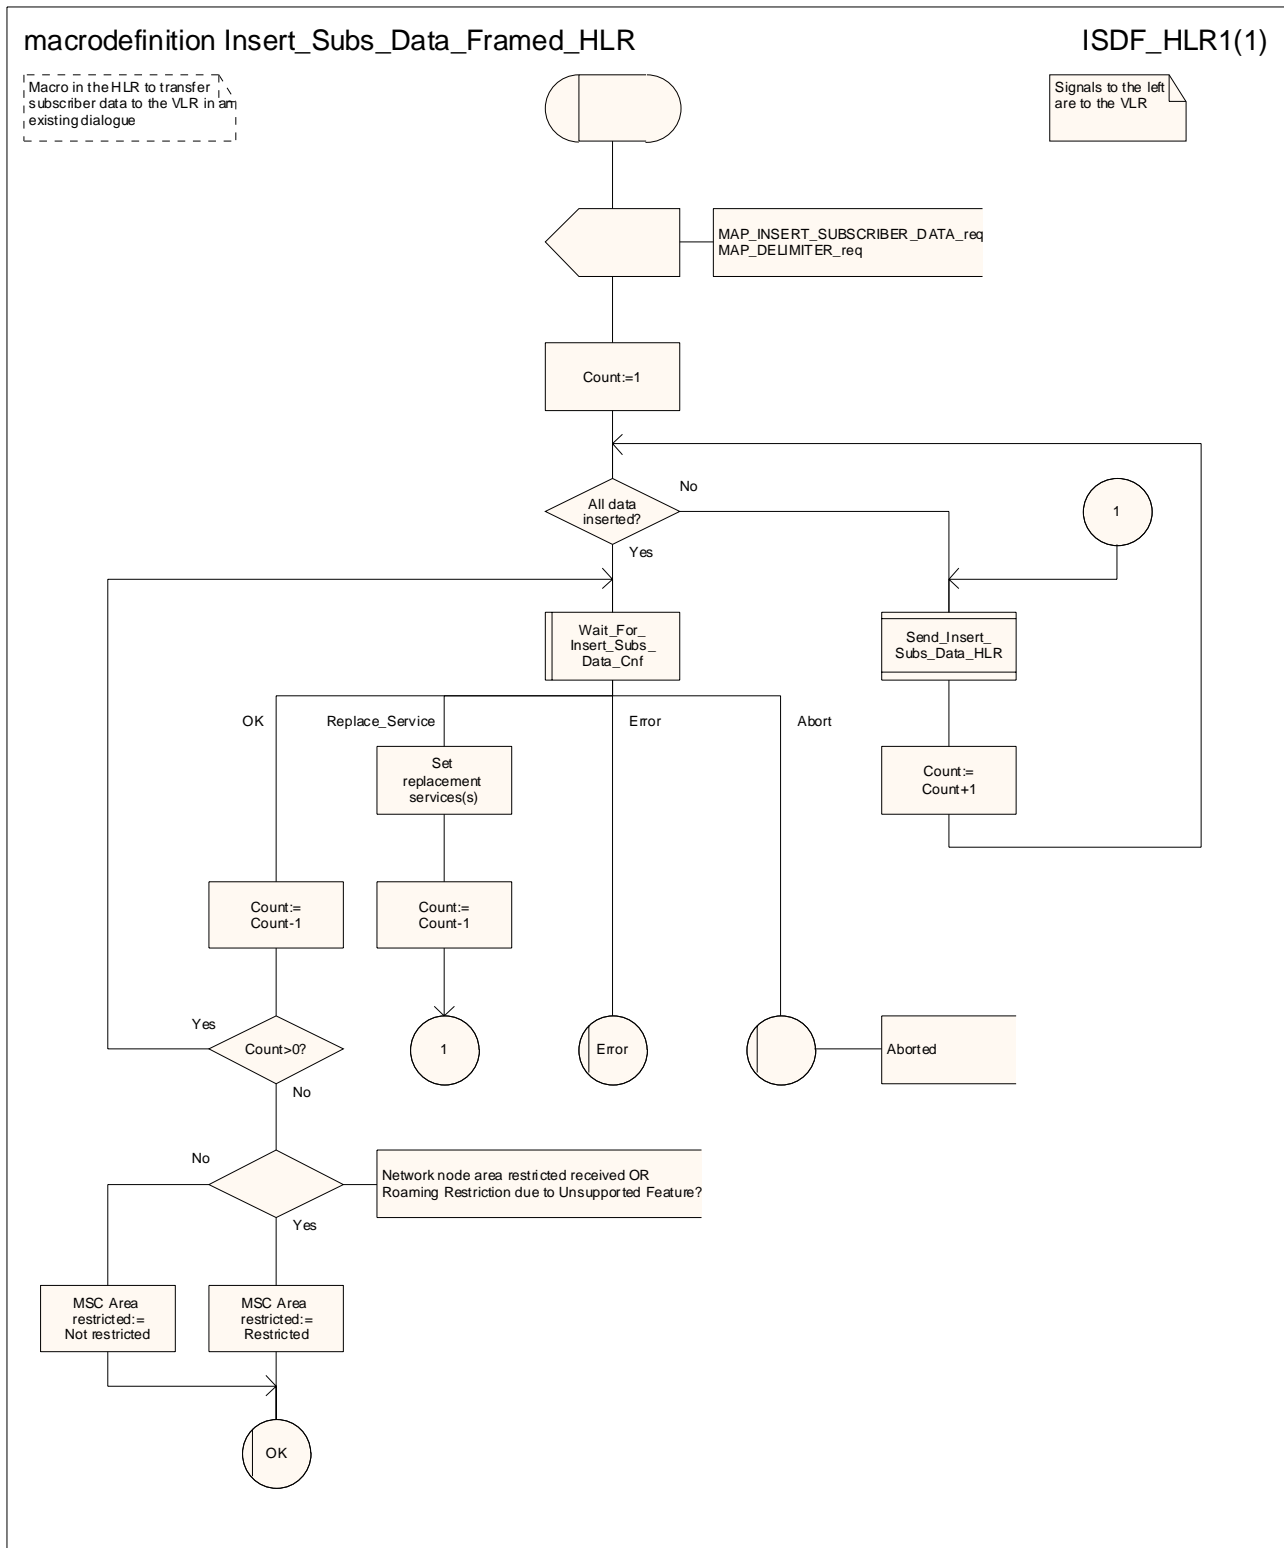 macrodefinition Insert_Subs_Data_Framed_HLR
ISDF_HLR1(1)
Macro in the HLR to transfer
subscriber data to the VLR in an
existing dialogue
Signals to the left
are to the VLR
MAP_INSERT_SUBSCRIBER_DATA_req
MAP_DELIMITER_req
Count:=1
No
All data
inserted?
1
Yes
Wait_For_
Insert_Subs_
Data_Cnf
Send_Insert_
Subs_Data_HLR
OK
Replace_Service
Error
Abort
Set
replacement
services(s)
Count:=
Count+1
Count:=
Count-1
Count:=
Count-1
Yes
Count>0?
1
Error
Aborted
No
No
Network node area restricted received OR
Roaming Restriction due to Unsupported Feature?
Yes
MSC Area
restricted:=
Not restricted
MSC Area
restricted:=
Restricted
OK